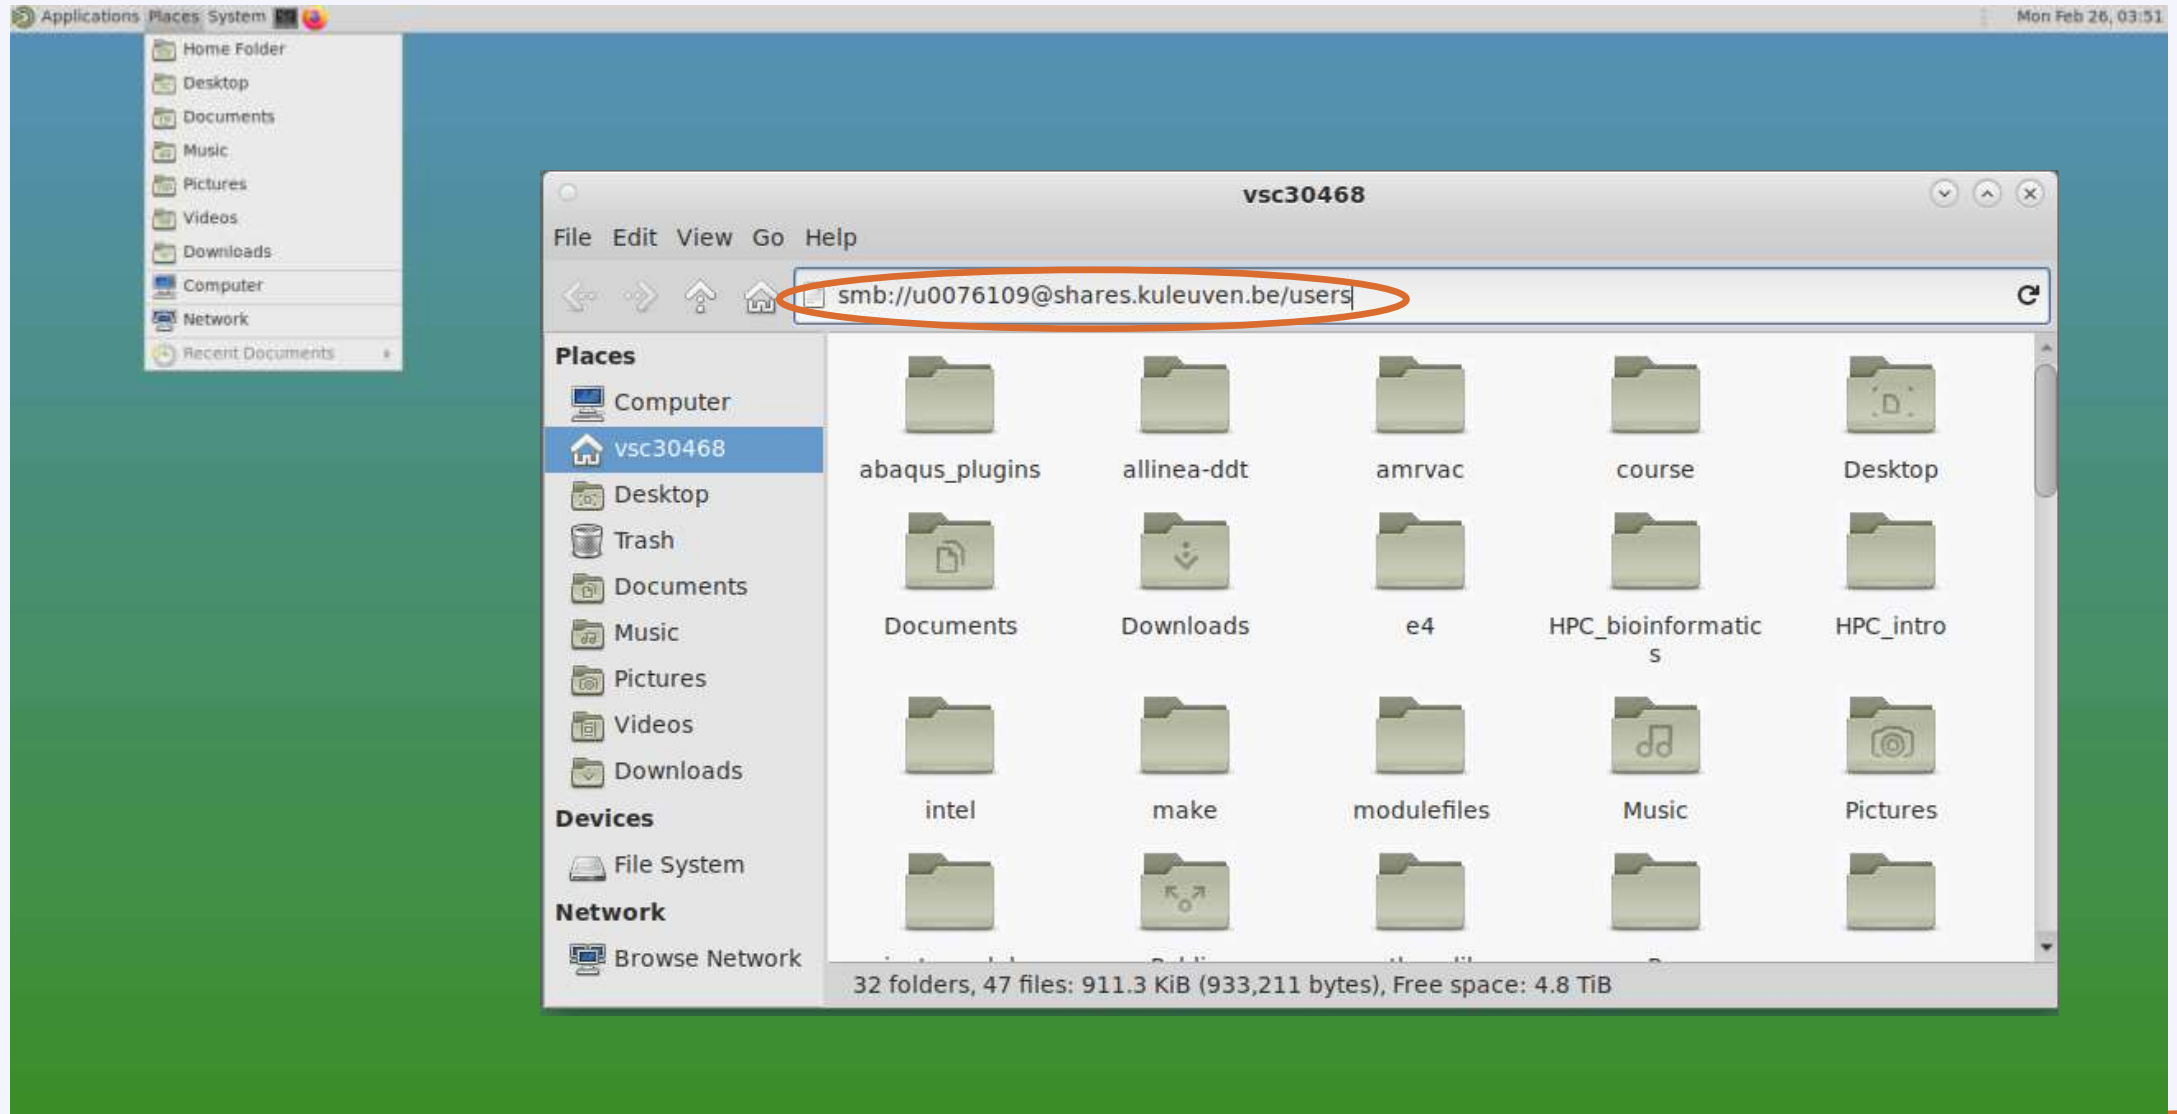 Applications Places System
Mon Feb 26, 03:51
Home Folder
Desktop
Documents
Music
Pictures
Videos
Downloads
Computer
Network
Recent Documents
vsc30468
File Edit View Go Help
smb://u0076109@shares.kuleuven.be/users
Places
Computer
vsc30468
Desktop
Trash
Documents
Music
Pictures
Videos
Downloads
Devices
File System
Network
Browse Network
abaqus_plugins allinea-ddt amrvac course Desktop
Documents Downloads e4 HPC_bioinformatic HPC_intro
s
intel make modulefiles Music Pictures
32 folders, 47 files: 911.3 KiB (933,211 bytes), Free space: 4.8 TiB